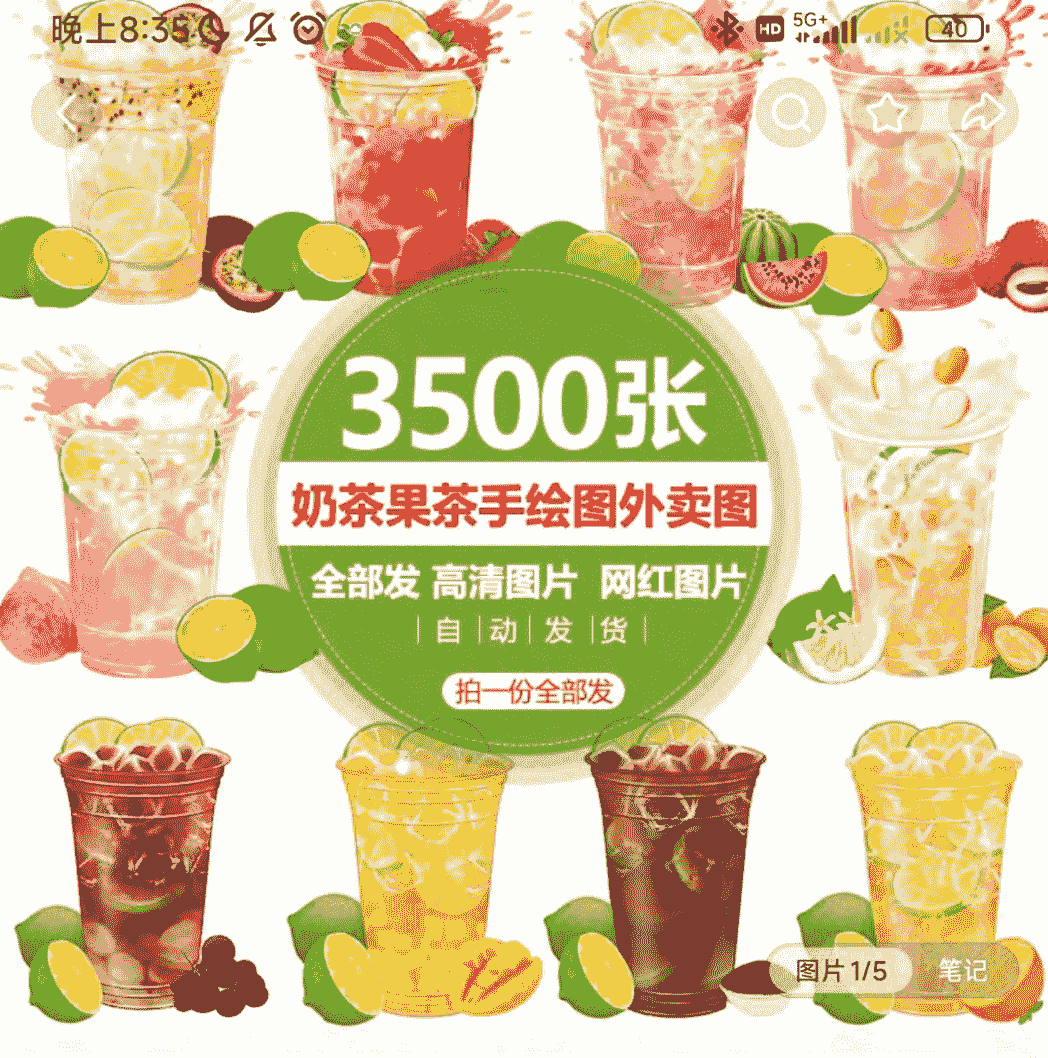 晚上8:35 HD 5G+ 40
3500张
奶茶果茶手绘图外卖图
全部发 高清图片 网红图片
|自|动|发|货|
拍一份全部发
图片 1/5 笔记